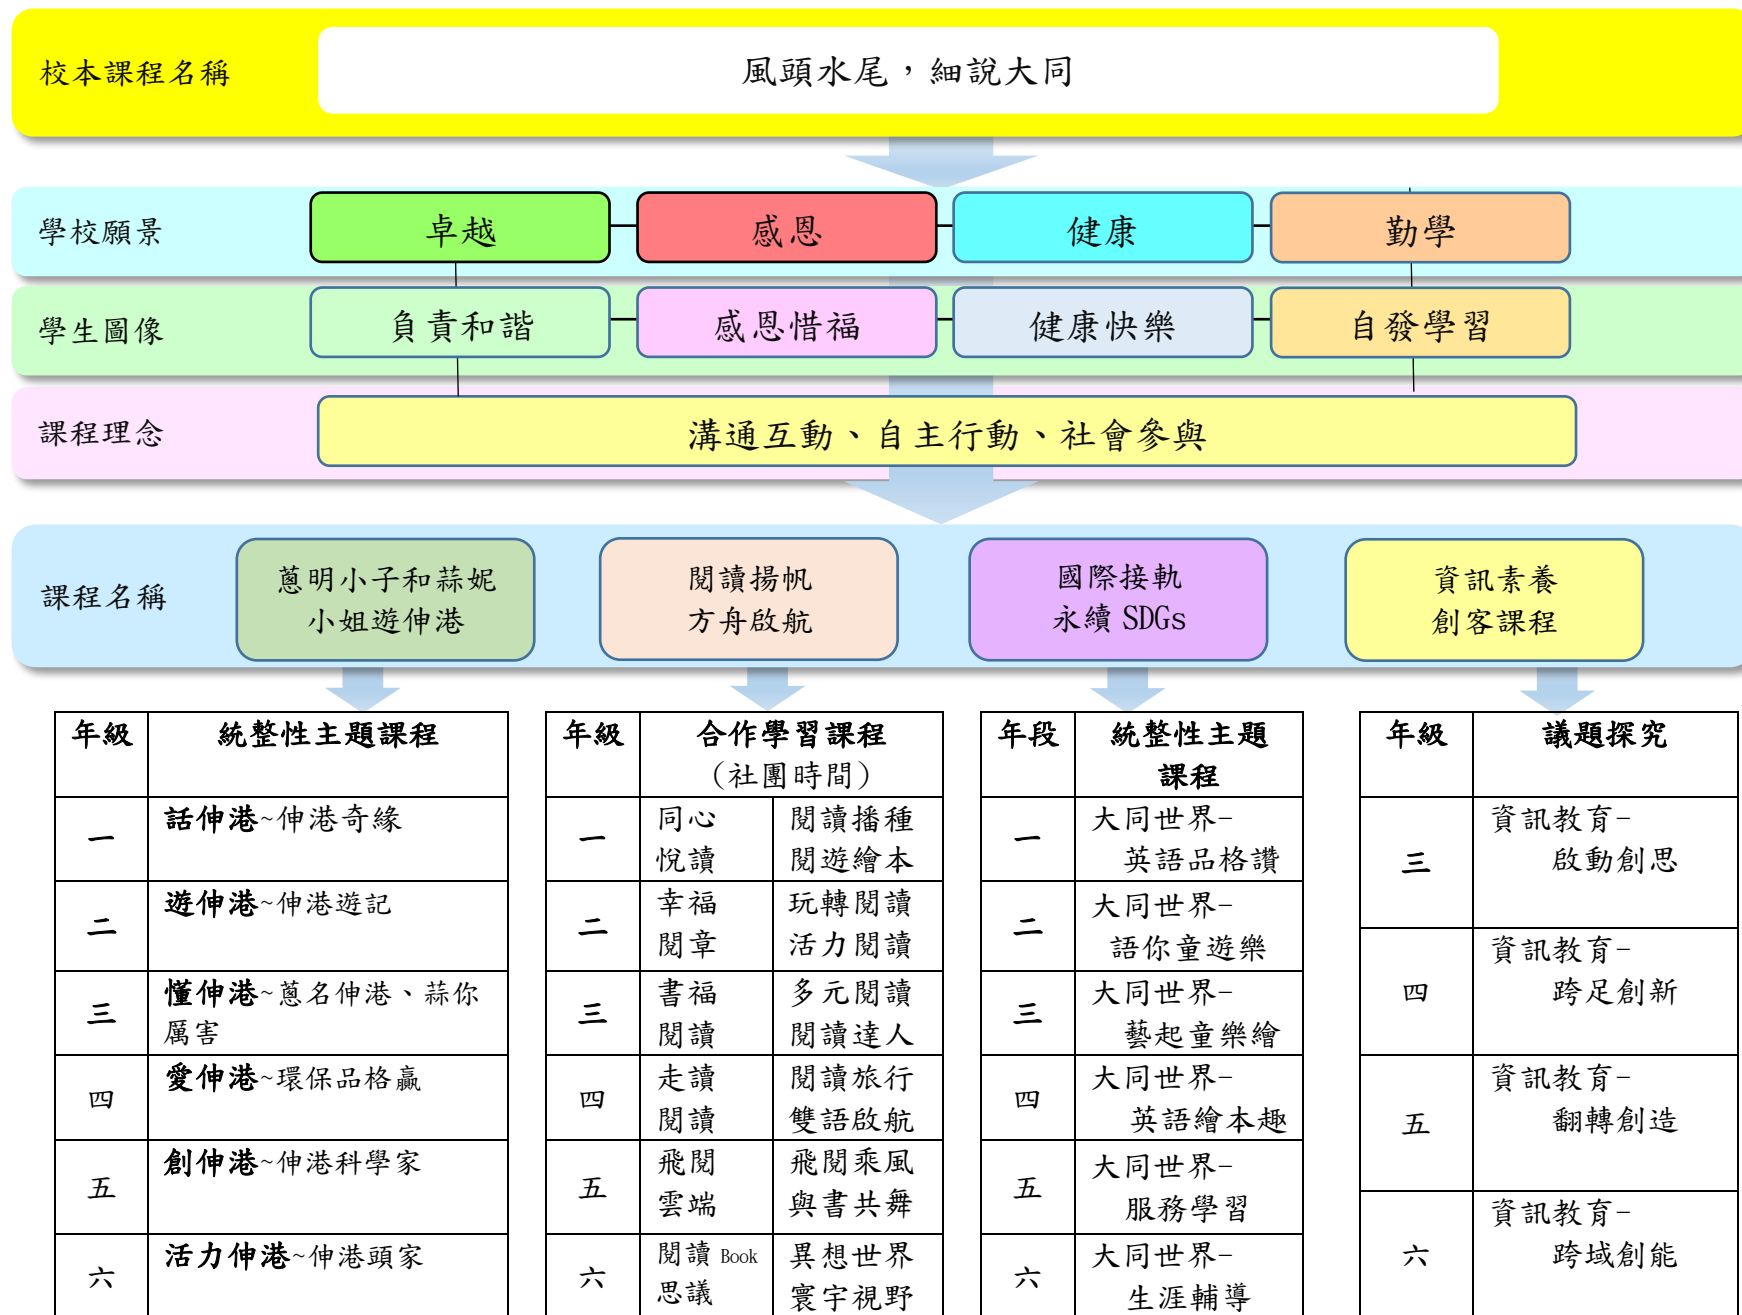 校本課程名稱
風頭水尾，細說大同
學校願景
卓越
感恩
健康
勤學
學生圖像
負責和諧
感恩惜福
健康快樂
自發學習
課程理念
溝通互動、自主行動、社會參與
課程名稱
蔥明小子和蒜妮
小姐遊伸港
閱讀揚帆
方舟啟航
國際接軌
永續 SDGs
資訊素養
創客課程
年級
統整性主題課程
一
話伸港~伸港奇緣
二
遊伸港~伸港遊記
三
懂伸港~蔥名伸港、蒜你
厲害
四
愛伸港~環保品格贏
五
創伸港~伸港科學家
六
活力伸港~伸港頭家
年級
合作學習課程
（社團時間）
一
同心
悅讀
閱讀播種
閱遊繪本
二
幸福
閱章
玩轉閱讀
活力閱讀
三
書福
閱讀
多元閱讀
閱讀達人
四
走讀
閱讀
閱讀旅行
雙語啟航
五
飛閱
雲端
飛閱乘風
與書共舞
六
閱讀 Book
思議
異想世界
寰宇視野
年段
統整性主題
課程
一
大同世界-
英語品格讚
二
大同世界-
語你童遊樂
三
大同世界-
藝起童樂繪
四
大同世界-
英語繪本趣
五
大同世界-
服務學習
六
大同世界-
生涯輔導
年級
議題探究
三
資訊教育-
啟動創思
四
資訊教育-
跨足創新
五
資訊教育-
翻轉創造
六
資訊教育-
跨域創能